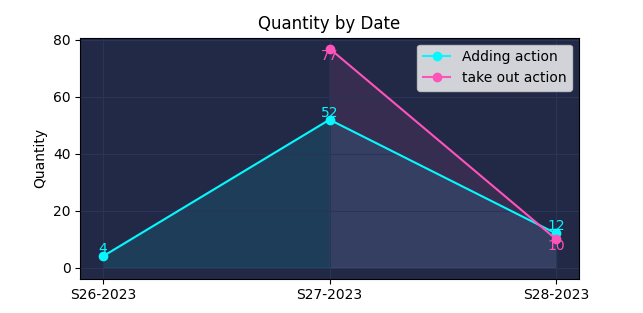 Quantity by Date
Adding action
take out action
Quantity
80
60
40
20
0
4
52
77
12
10
S26-2023
S27-2023
S28-2023